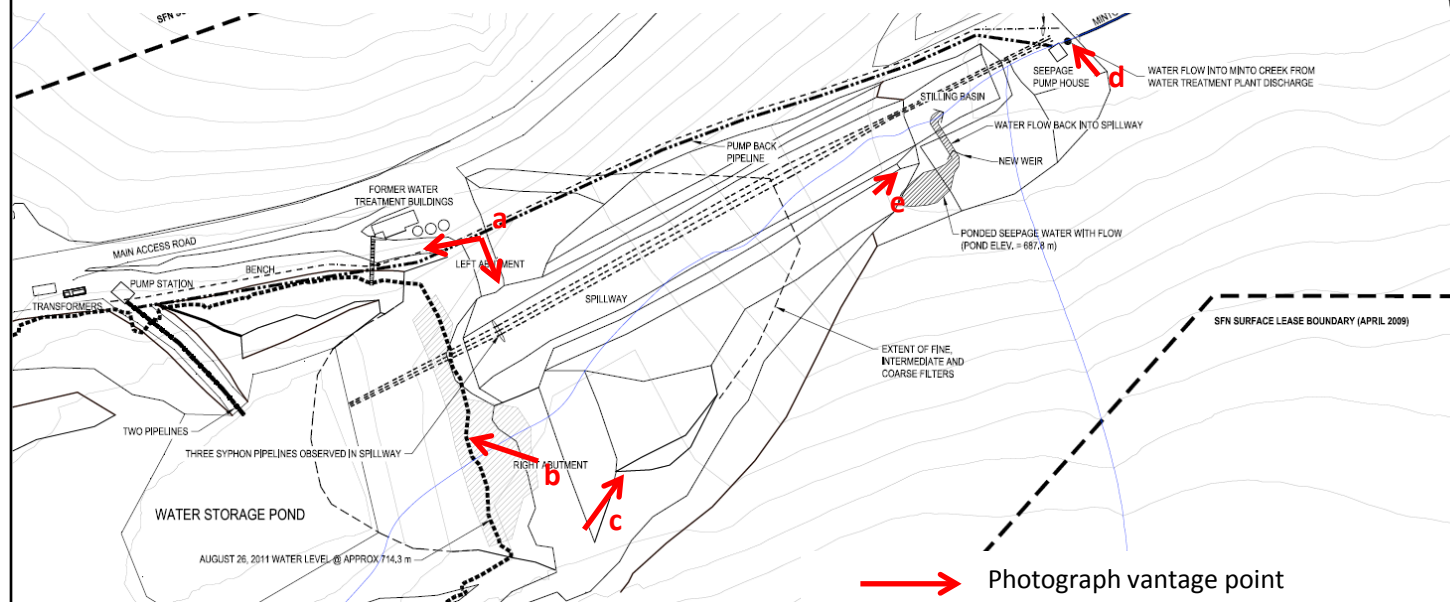 MINTO
SEEPAGE
PUMP HOUSE
d
WATER FLOW INTO MINTO CREEK FROM
WATER TREATMENT PLANT DISCHARGE
STILLING BASIN
WATER FLOW BACK INTO SPILLWAY
PUMP BACK
PIPELINE
NEW WEIR
FORMER WATER
TREATMENT BUILDINGS
e
a
PONDED SEEPAGE WATER WITH FLOW
(POND ELEV. = 687.8 m)
MAIN ACCESS ROAD
LEFT ABUTMENT
BENCH
PUMP STATION
TRANSFORMERS
SPILLWAY
SFN SURFACE LEASE BOUNDARY (APRIL 2009)
EXTENT OF FINE,
INTERMEDIATE AND
COARSE FILTERS
TWO PIPELINES
THREE SYPHON PIPELINES OBSERVED IN SPILLWAY
RIGHT ABUTMENT
b
WATER STORAGE POND
c
AUGUST 26, 2011 WATER LEVEL @ APPROX 714.3 m
Photograph vantage point